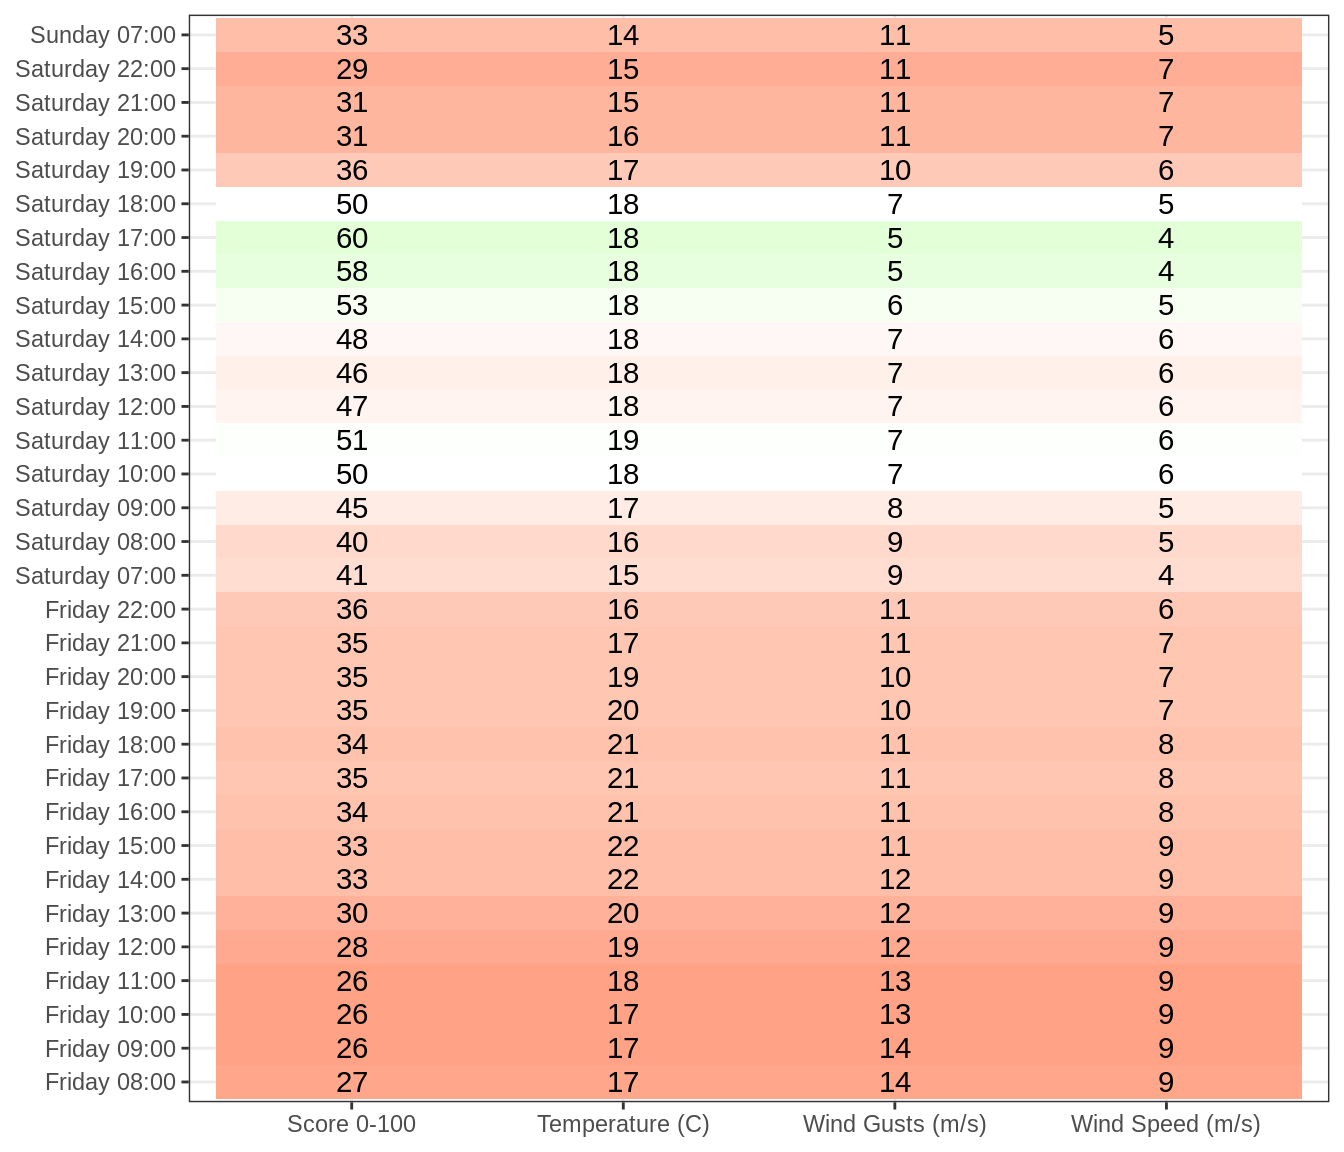 Sunday 07:00 33 14 11 5
Saturday 22:00 29 15 11 7
Saturday 21:00 31 15 11 7
Saturday 20:00 31 16 11 7
Saturday 19:00 36 17 10 6
Saturday 18:00 50 18 7 5
Saturday 17:00 60 18 5 4
Saturday 16:00 58 18 5 4
Saturday 15:00 53 18 6 5
Saturday 14:00 48 18 7 6
Saturday 13:00 46 18 7 6
Saturday 12:00 47 18 7 6
Saturday 11:00 51 19 7 6
Saturday 10:00 50 18 7 6
Saturday 09:00 45 17 8 5
Saturday 08:00 40 16 9 5
Saturday 07:00 41 15 9 4
Friday 22:00 36 16 11 6
Friday 21:00 35 17 11 7
Friday 20:00 35 19 10 7
Friday 19:00 35 20 10 7
Friday 18:00 34 21 11 8
Friday 17:00 35 21 11 8
Friday 16:00 34 21 11 8
Friday 15:00 33 22 11 9
Friday 14:00 33 22 12 9
Friday 13:00 30 20 12 9
Friday 12:00 28 19 12 9
Friday 11:00 26 18 13 9
Friday 10:00 26 17 13 9
Friday 09:00 26 17 14 9
Friday 08:00 27 17 14 9
Score 0-100 Temperature (C) Wind Gusts (m/s) Wind Speed (m/s)